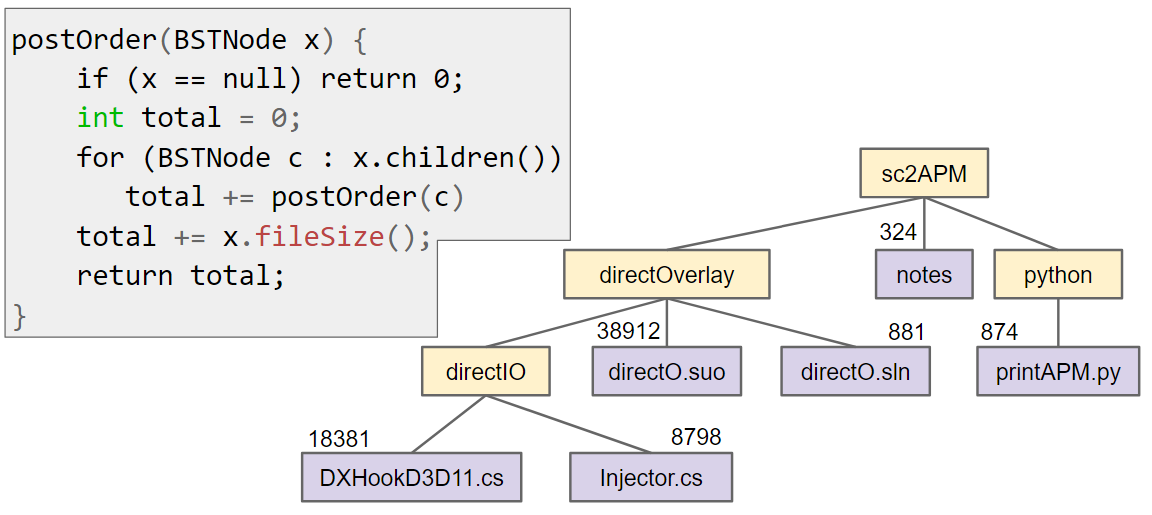 postOrder(BSTNode x) {
if (x == null) return 0;
int total = 0;
for (BSTNode c : x.children())
total += postOrder(c)
total += x.fileSize();
return total;
}
sc2APM
324
directOverlay
notes
python
38912
881
874
directIO
directO.suo
directO.sln
printAPM.py
18381
8798
DXHookD3D11.cs
Injector.cs